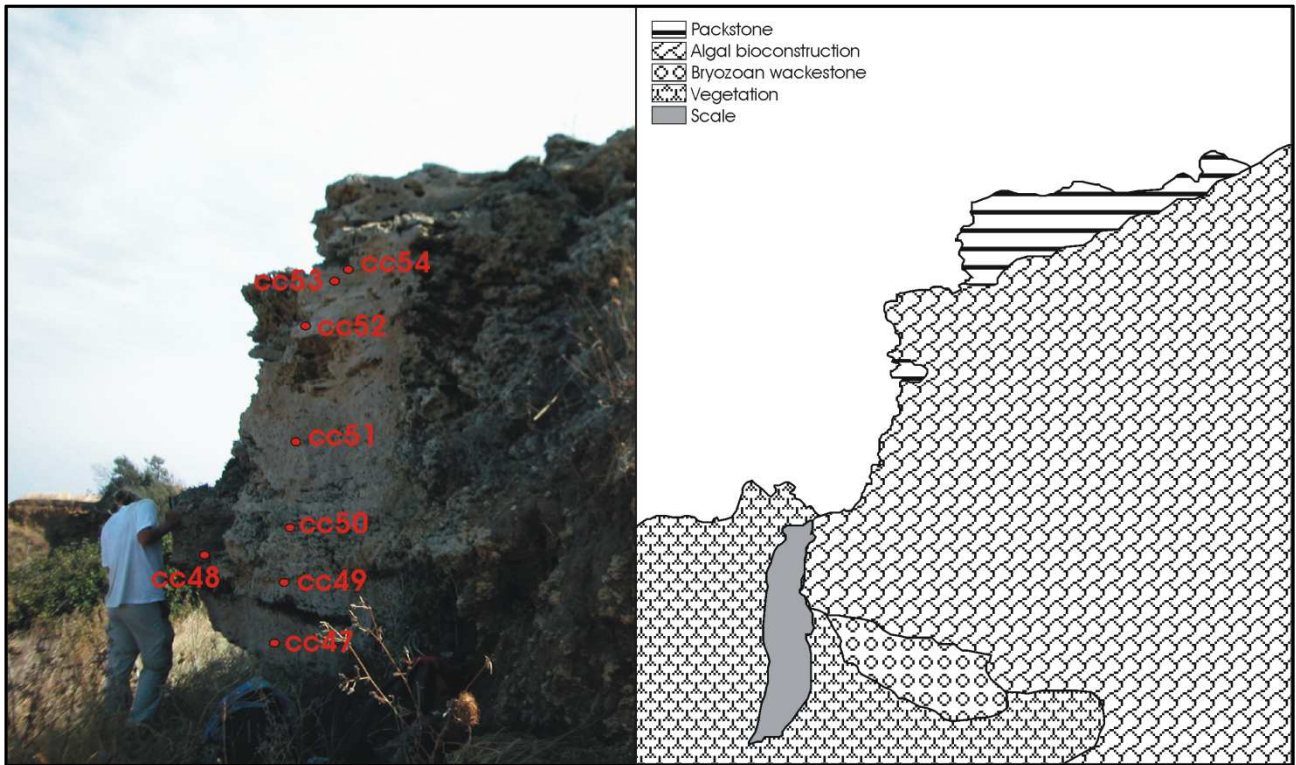 Packstone
Algal bioconstruction
Bryozoan wackestone
Vegetation
Scale
cc54
cc53
cc52
cc51
cc50
cc48
cc49
cc47